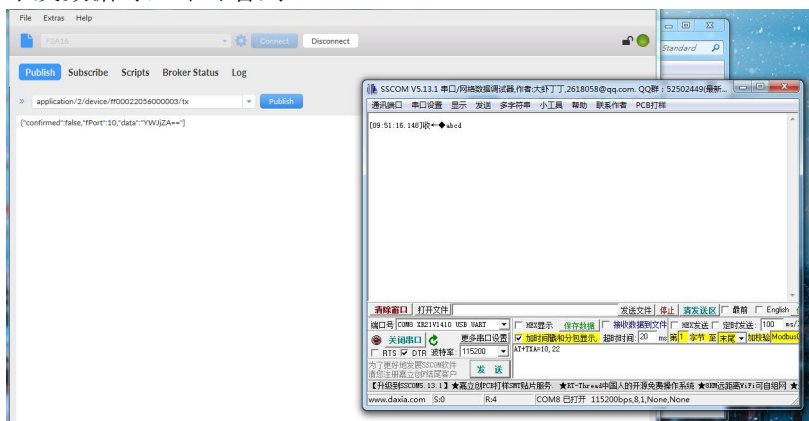 File Extras Help
F2A16 Connect Disconnect
Publish Subscribe Scripts Broker Status Log
application/2/device/ff00022056000003/tx Publish
{"confirmed":false,"fPort":10,"data":"YWJjZA=="}
Standard
SSCOM V5.13.1 串口/网络数据调试器,作者:大虾丁丁,2618058@qq.com. QQ群: 52502449(最新...
通讯端口 串口设置 显示 发送 多字符串 小工具 帮助 联系作者 PCB打样
[09:51:16.148]收←◆abcd
清除窗口 打开文件 发送文件 停止 清发送区 最前 English
端口号 COM8 XR21V1410 USB UART HEX显示 保存数据 接收数据到文件 HEX发送 定时发送: 100 ms/
关闭串口 更多串口设置 加时间戳和分包显示, 超时时间: 20 ms 第1 字节 至 末尾 加校验 Modbus
RTS DTR 波特率: 115200 AT+TXA=10,22
为了更好地发展SSCOM软件
请您注册嘉立创F结尾客户 发 送
【升级到SSCOM5.13.1】★嘉立创PCB打样SMT贴片服务. ★RT-Thread中国人的开源免费操作系统 ★8KM远距离WiFi可自组网
www.daxia.com S:0 R:4 COM8 已打开 115200bps,8,1,None,None